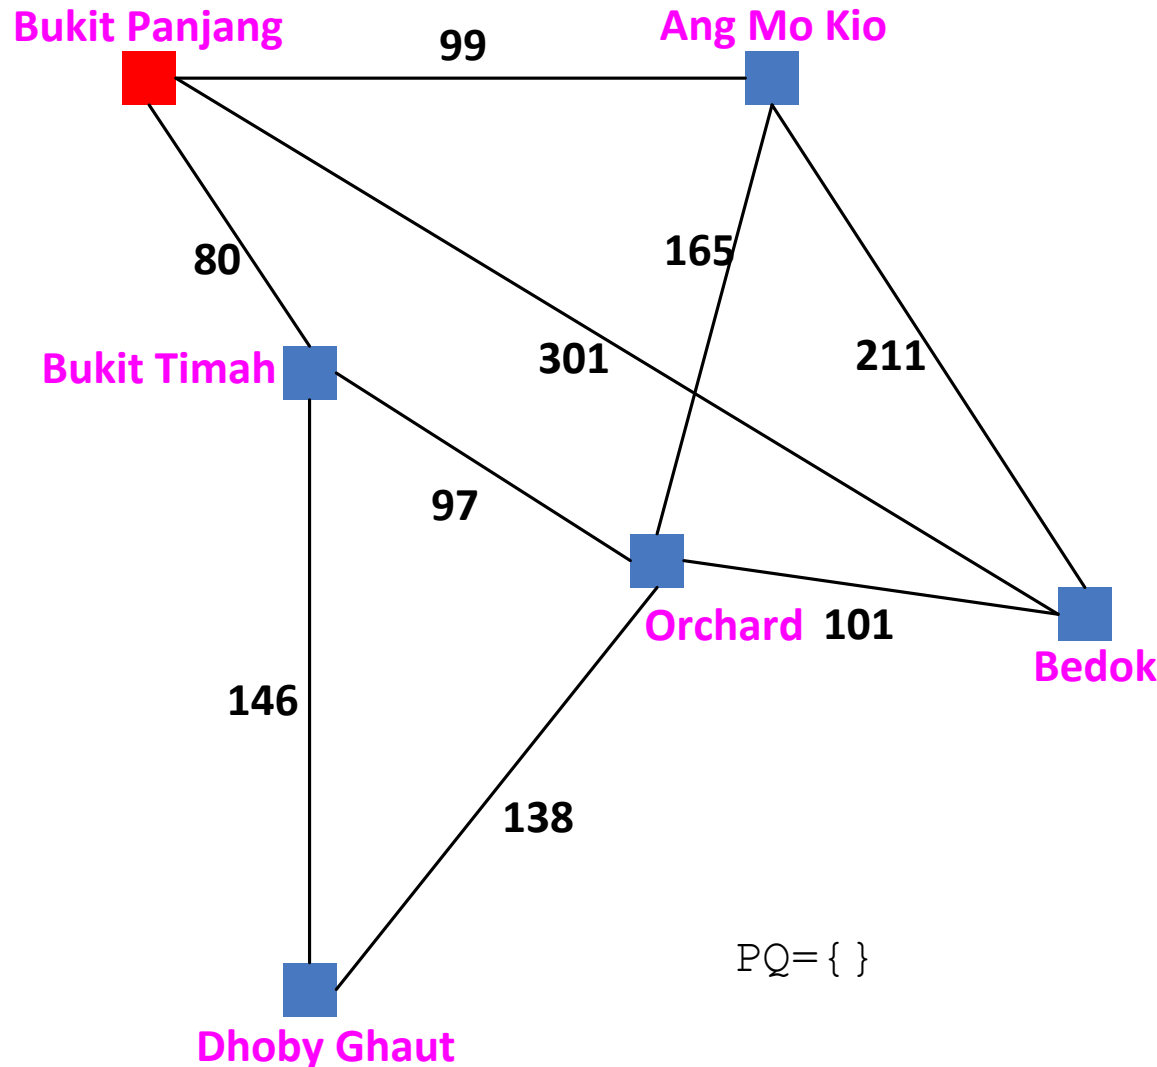 Bukit Panjang
99
Ang Mo Kio
80
165
301
211
Bukit Timah
97
Orchard
101
Bedok
146
138
PQ={ }
Dhoby Ghaut